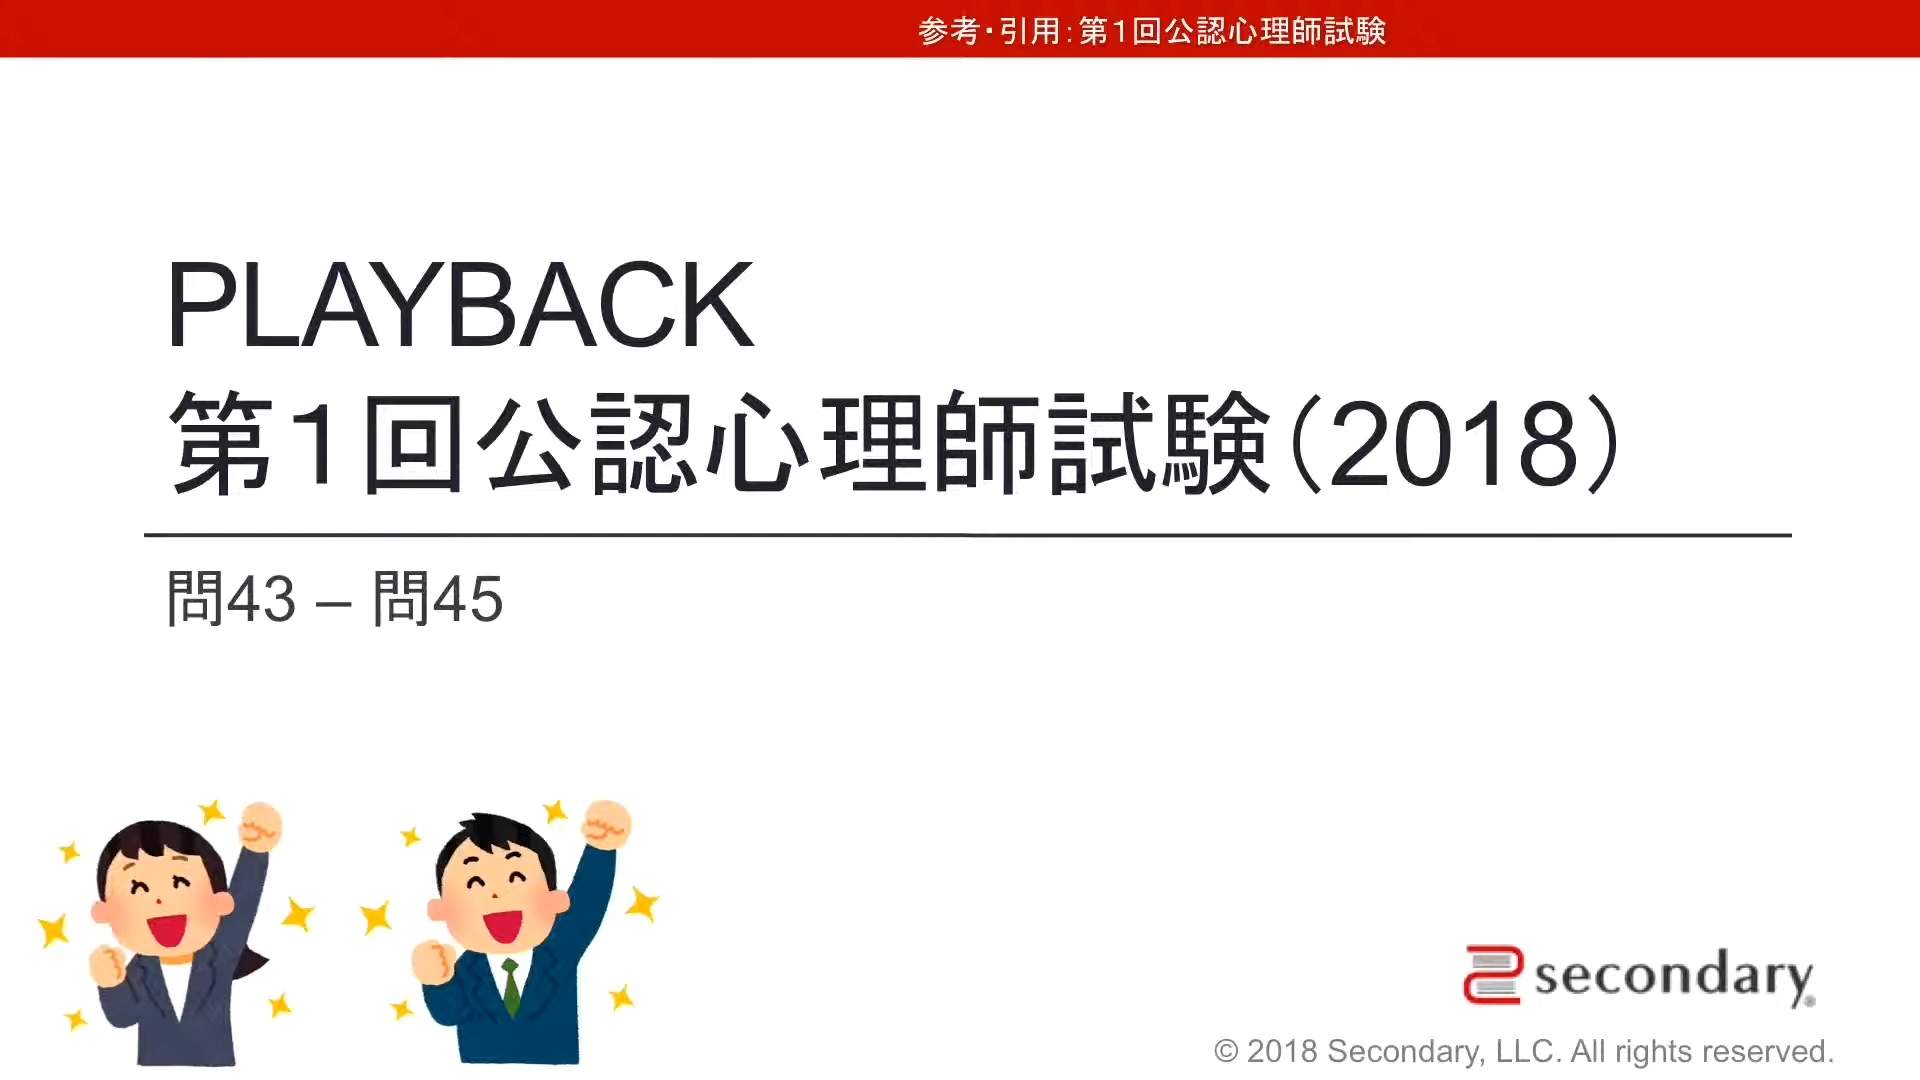 参考・引用：第１回公認心理師試験
PLAYBACK
第１回公認心理師試験（2018）
問43 – 問45
secondary®
© 2018 Secondary, LLC. All rights reserved.